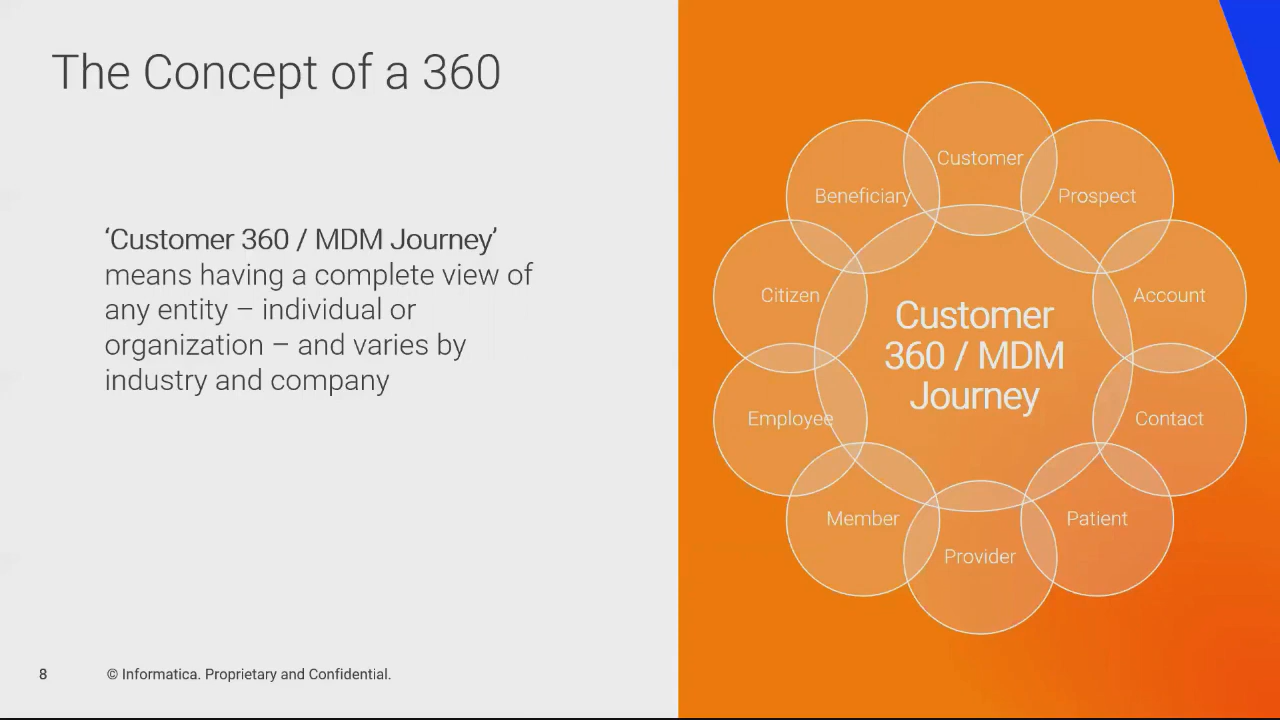 The Concept of a 360
‘Customer 360 / MDM Journey’
means having a complete view of
any entity – individual or
organization – and varies by
industry and company
Customer
Beneficiary
Prospect
Citizen
Account
Customer
360 / MDM
Journey
Employee
Contact
Member
Patient
Provider
8
© Informatica. Proprietary and Confidential.